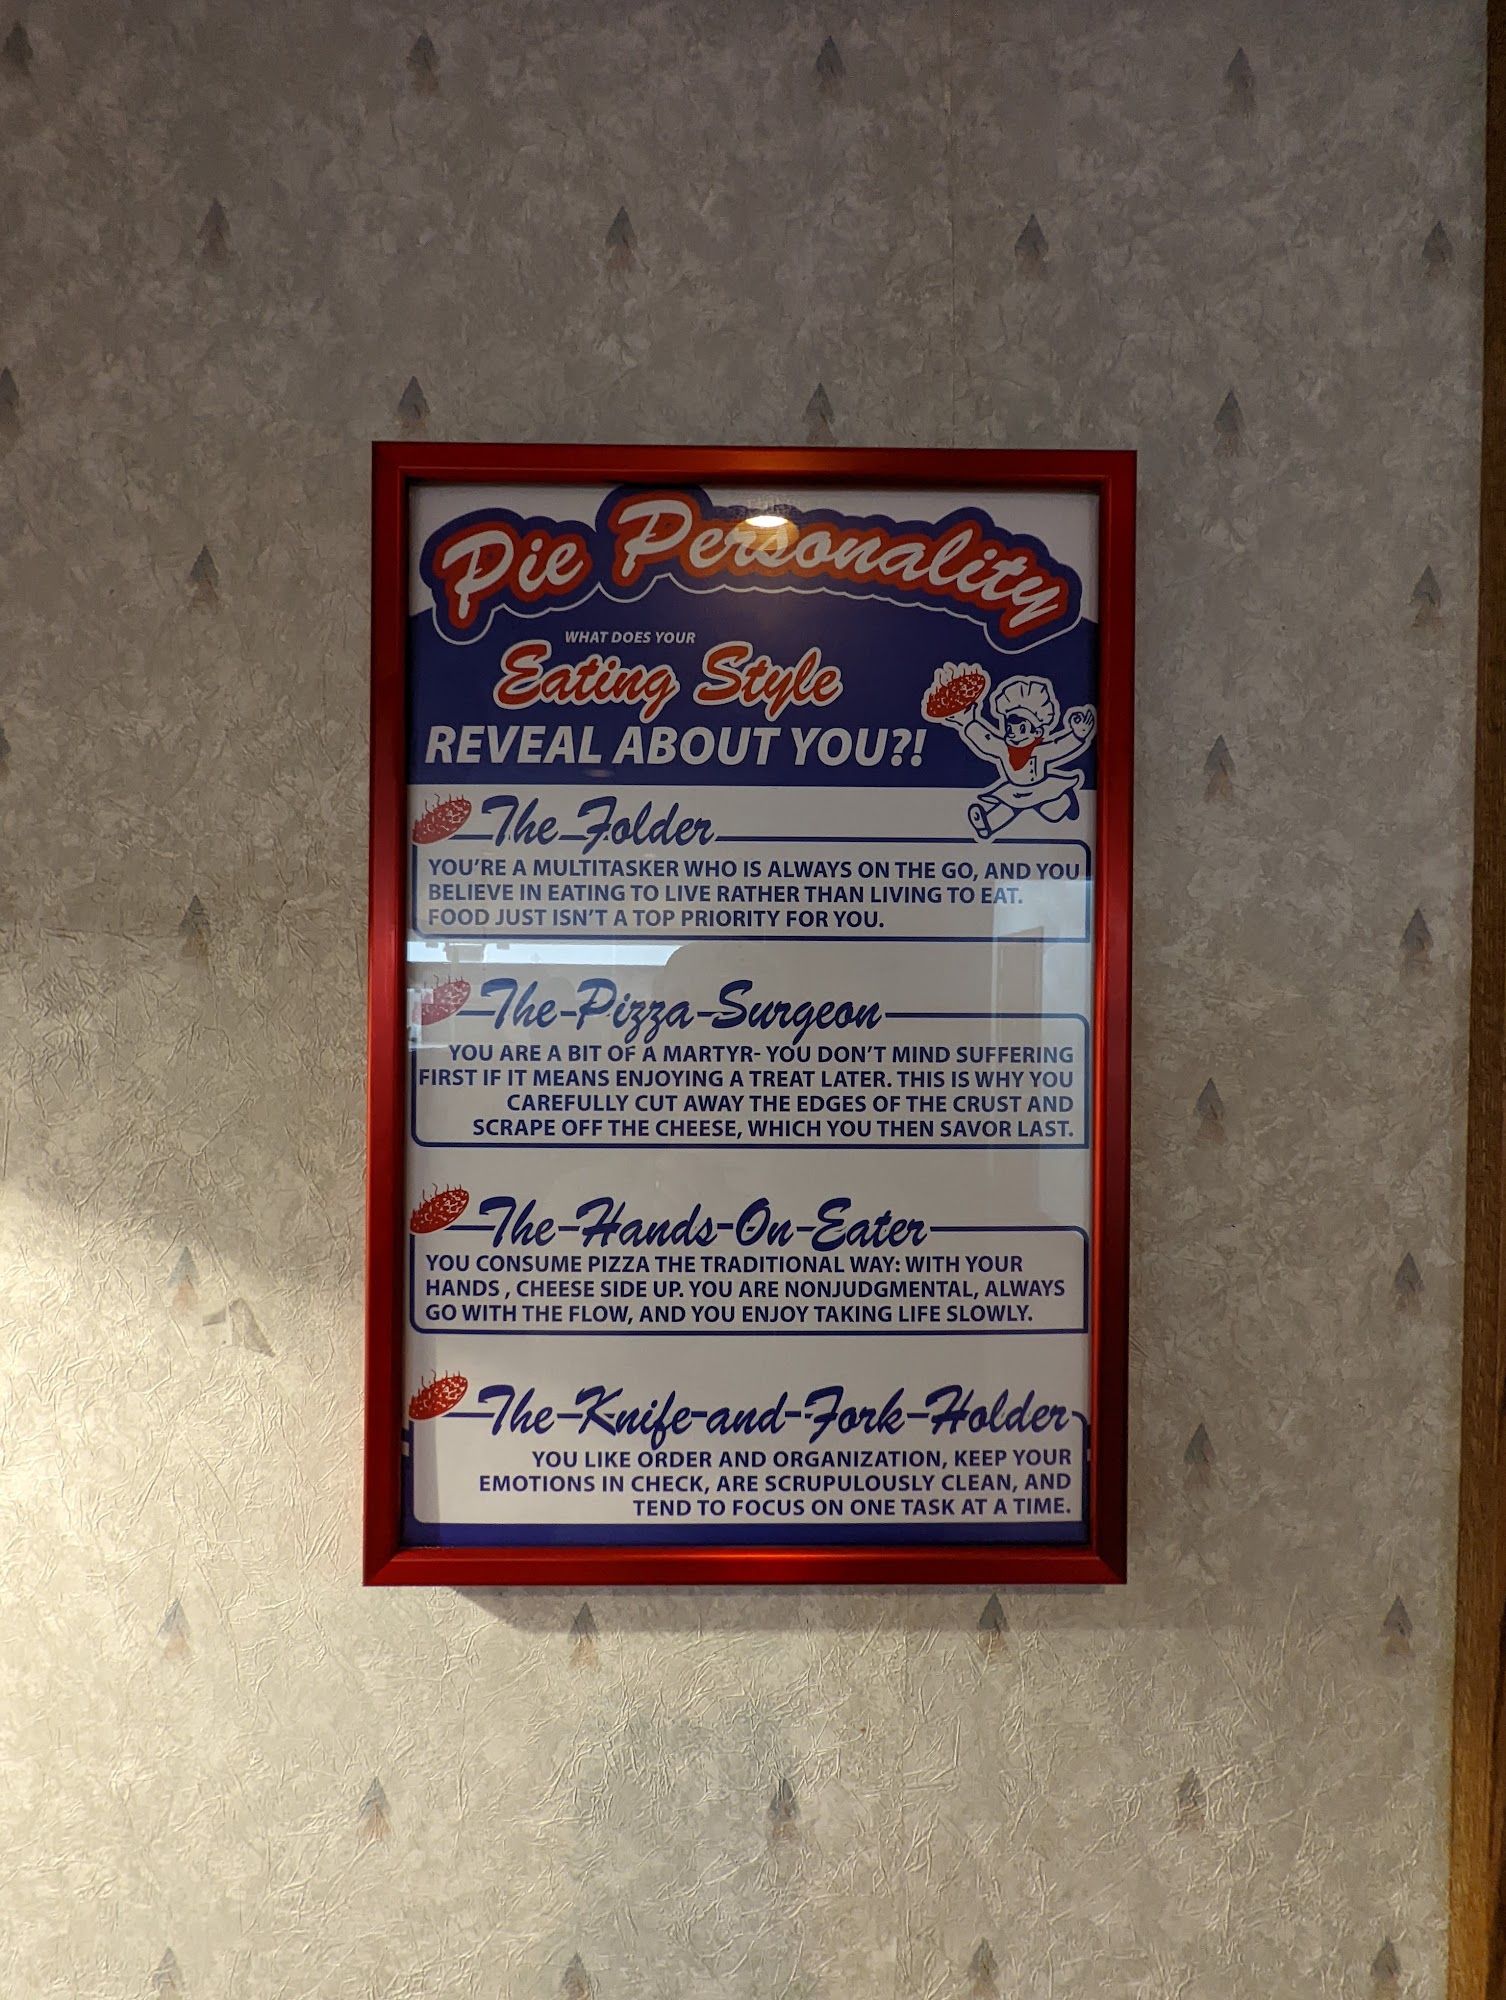 Pie Personality
WHAT DOES YOUR
Eating Style
REVEAL ABOUT YOU?!
The Folder
YOU'RE A MULTITASKER WHO IS ALWAYS ON THE GO, AND YOU
BELIEVE IN EATING TO LIVE RATHER THAN LIVING TO EAT.
FOOD JUST ISN'T A TOP PRIORITY FOR YOU.
The-Pizza-Surgeon
YOU ARE A BIT OF A MARTYR- YOU DON'T MIND SUFFERING
FIRST IF IT MEANS ENJOYING A TREAT LATER. THIS IS WHY YOU
CAREFULLY CUT AWAY THE EDGES OF THE CRUST AND
SCRAPE OFF THE CHEESE, WHICH YOU THEN SAVOR LAST.
The-Hands-On-Eater
YOU CONSUME PIZZA THE TRADITIONAL WAY: WITH YOUR
HANDS , CHEESE SIDE UP. YOU ARE NONJUDGMENTAL, ALWAYS
GO WITH THE FLOW, AND YOU ENJOY TAKING LIFE SLOWLY.
The-Knife-and-Fork-Holder
YOU LIKE ORDER AND ORGANIZATION, KEEP YOUR
EMOTIONS IN CHECK, ARE SCRUPULOUSLY CLEAN, AND
TEND TO FOCUS ON ONE TASK AT A TIME.